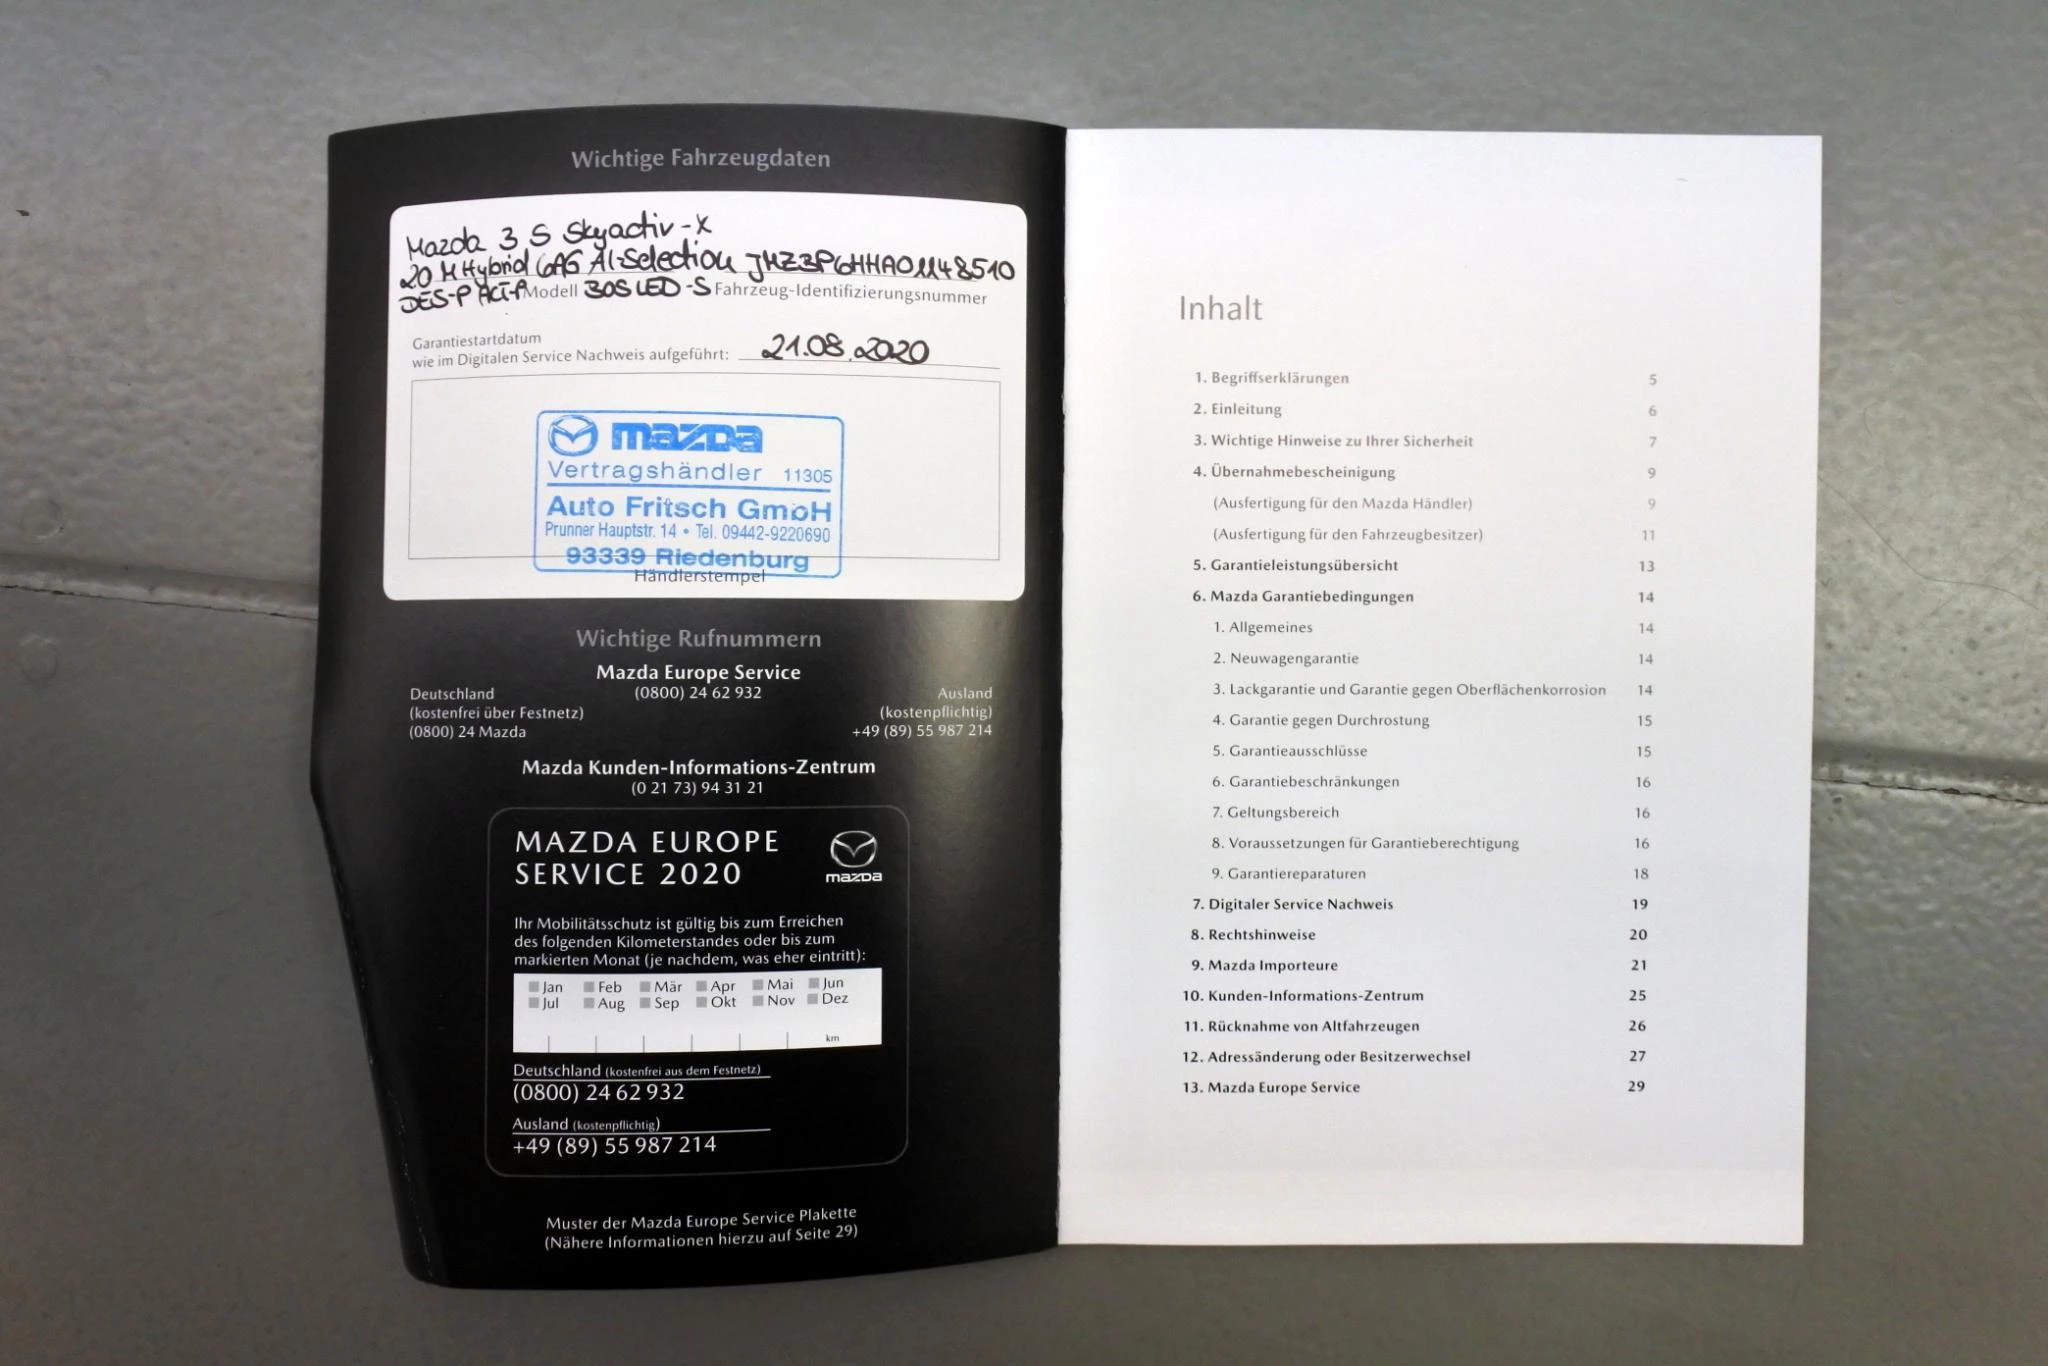 Wichtige Fahrzeugdaten
Mazda 3 S Skyactiv-X
20 M Hybrid 6AG Al-Selection JMZBP6HHA01148510
DES-P ACT-P Modell BOS LED-S Fahrzeug-Identifizierungsnummer
Garantiestartdatum
wie im Digitalen Service Nachweis aufgeführt: 21.08.2020
mazda
Vertragshändler 11305
Auto Fritsch GmbH
Prunner Hauptstr. 14 • Tel. 09442-9220690
93339 Riedenburg
Händlerstempel
Wichtige Rufnummern
Mazda Europe Service
(0800) 24 62 932
Deutschland
(kostenfrei über Festnetz)
(0800) 24 Mazda
Ausland
(kostenpflichtig)
+49 (89) 55 987 214
Mazda Kunden-Informations-Zentrum
(0 21 73) 94 31 21
MAZDA EUROPE
SERVICE 2020
mazda
Ihr Mobilitätsschutz ist gültig bis zum Erreichen
des folgenden Kilometerstandes oder bis zum
markierten Monat (je nachdem, was eher eintritt):
Jan Feb Mär Apr Mai Jun
Jul Aug Sep Okt Nov Dez
km
Deutschland (kostenfrei aus dem Festnetz)
(0800) 24 62 932
Ausland (kostenpflichtig)
+49 (89) 55 987 214
Muster der Mazda Europe Service Plakette
(Nähere Informationen hierzu auf Seite 29)
Inhalt
1. Begriffserklärungen 5
2. Einleitung 6
3. Wichtige Hinweise zu Ihrer Sicherheit 7
4. Übernahmebescheinigung 9
(Ausfertigung für den Mazda Händler) 9
(Ausfertigung für den Fahrzeugbesitzer) 11
5. Garantieleistungsübersicht 13
6. Mazda Garantiebedingungen 14
1. Allgemeines 14
2. Neuwagengarantie 14
3. Lackgarantie und Garantie gegen Oberflächenkorrosion 14
4. Garantie gegen Durchrostung 15
5. Garantieausschlüsse 15
6. Garantiebeschränkungen 16
7. Geltungsbereich 16
8. Voraussetzungen für Garantieberechtigung 16
9. Garantiereparaturen 18
7. Digitaler Service Nachweis 19
8. Rechtshinweise 20
9. Mazda Importeure 21
10. Kunden-Informations-Zentrum 25
11. Rücknahme von Altfahrzeugen 26
12. Adressänderung oder Besitzerwechsel 27
13. Mazda Europe Service 29